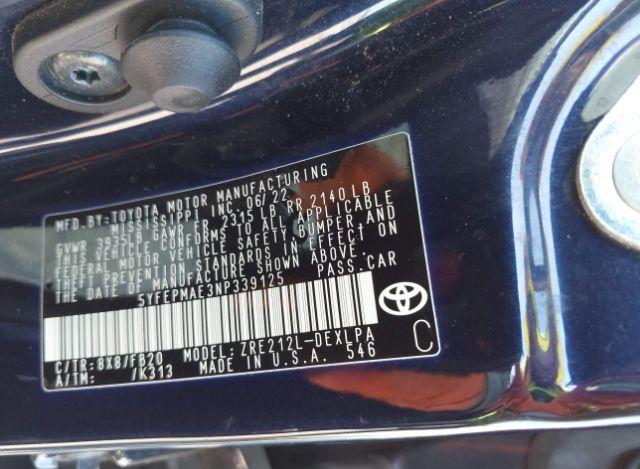 MFD.BY:TOYOTA MOTOR MANUFACTURING
MISSISSIPPI INC 06/22
GVWR 3935LB GAWR FR 2315 LB RR 2140 LB
THIS VEHICLE CONFORMS TO ALL APPLICABLE
FEDERAL MOTOR VEHICLE SAFETY BUMPER AND
THEFT PREVENTION STANDARDS IN EFFECT ON
THE DATE OF MANUFACTURE SHOWN ABOVE.
5YFEPMAE3NP339125 PASS.CAR
C/TR: 8X8/FB20 MODEL: ZRE212L-DEXLPA
A/TM: /K313 MADE IN U.S.A. 546
C